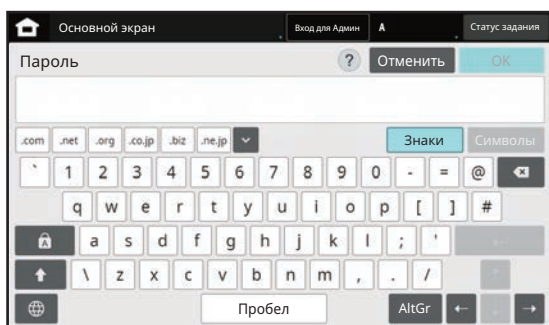 Основной экран Вход для Админ A Статус задания
Пароль ? Отменить OK
.com .net .org .co.jp .biz .ne.jp Знаки Символы
` 1 2 3 4 5 6 7 8 9 0 - = @
q w e r t y u i o p [ ] #
A a s d f g h j k l ; '
\ z x c v b n m , . /
Пробел AltGr